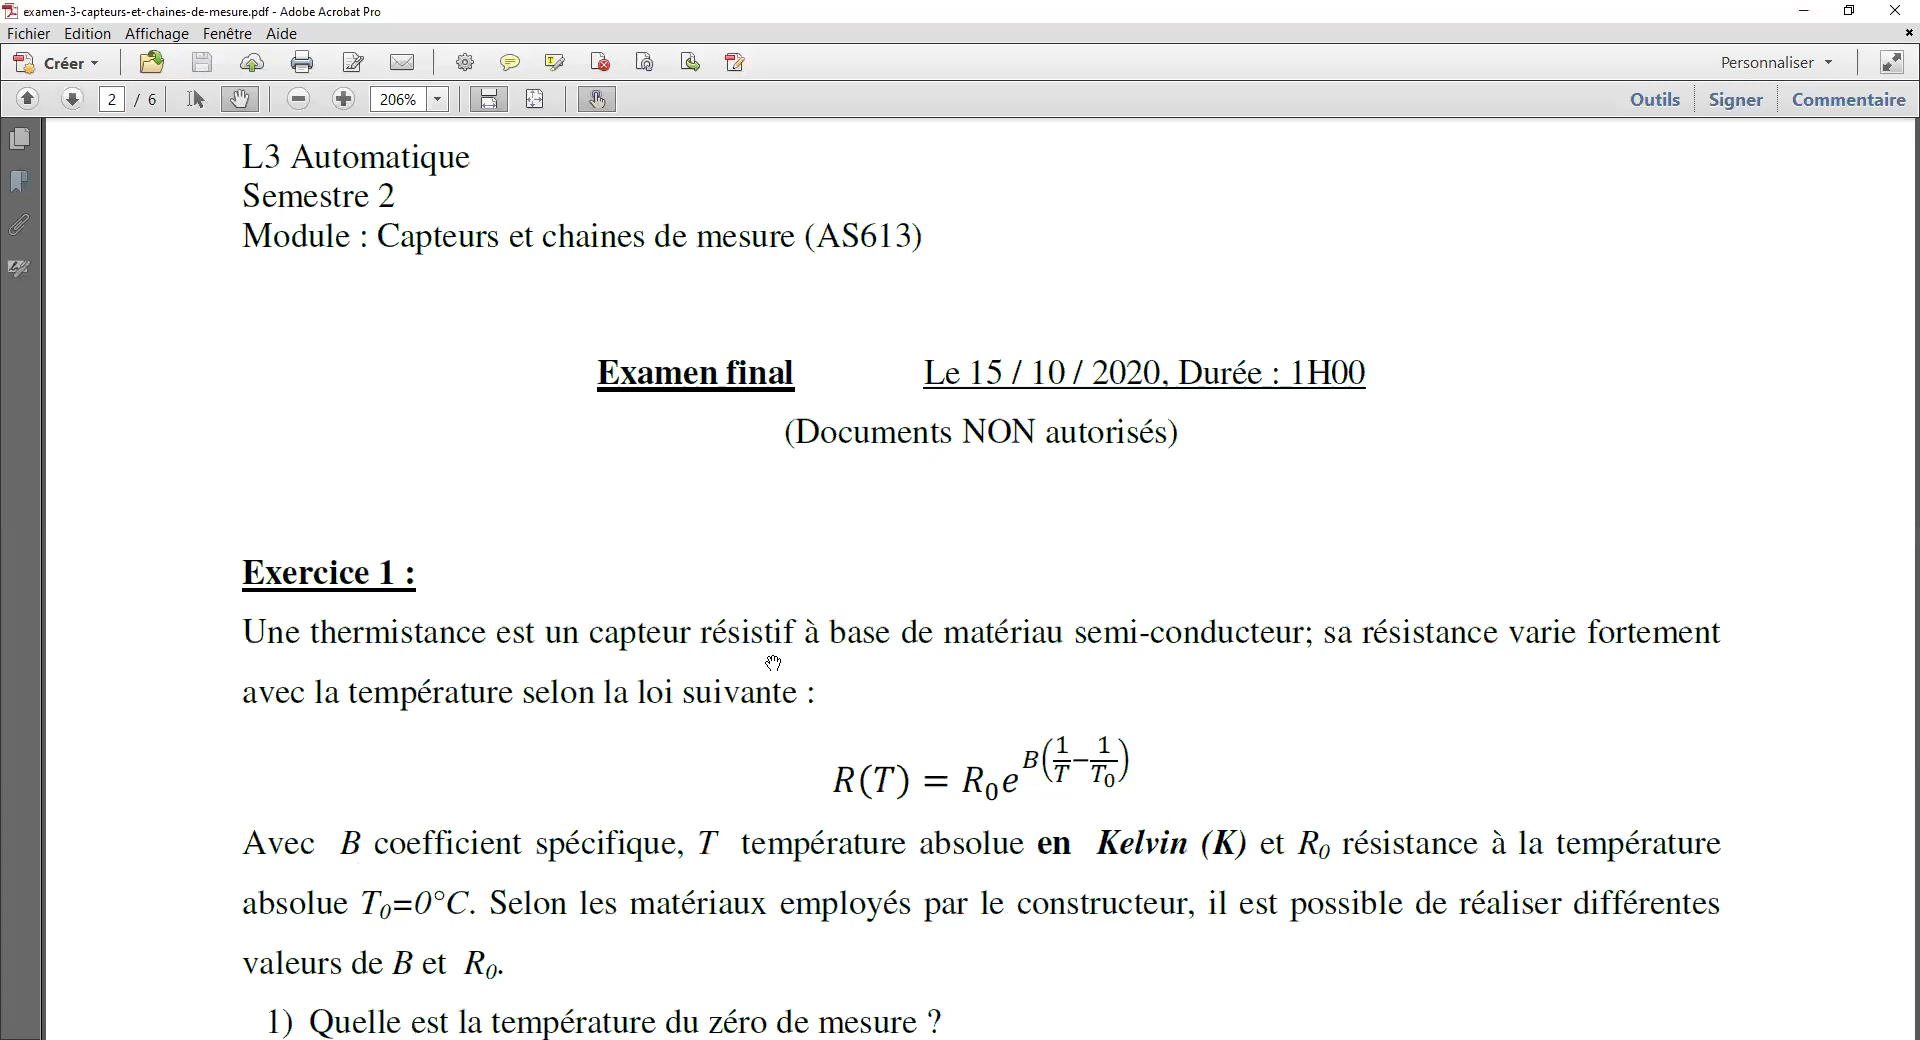 examen-3-capteurs-et-chaines-de-mesure.pdf - Adobe Acrobat Pro
Fichier Edition Affichage Fenêtre Aide
Créer
Personnaliser
2 / 6
206%
Outils Signer Commentaire
L3 Automatique
Semestre 2
Module : Capteurs et chaines de mesure (AS613)
Examen final Le 15 / 10 / 2020, Durée : 1H00
(Documents NON autorisés)
Exercice 1 :
Une thermistance est un capteur résistif à base de matériau semi-conducteur; sa résistance varie fortement
avec la température selon la loi suivante :
R(T) = R₀e^{B(1/T − 1/T₀)}
Avec B coefficient spécifique, T température absolue en Kelvin (K) et R₀ résistance à la température
absolue T₀=0°C. Selon les matériaux employés par le constructeur, il est possible de réaliser différentes
valeurs de B et R₀.
1) Quelle est la température du zéro de mesure ?